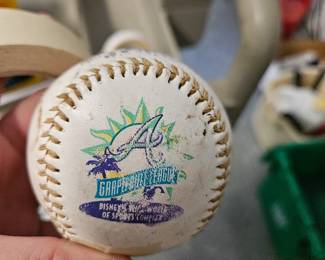 A
GRAPEFRUIT LEAGUE
DISNEY'S WIDE WORLD
OF SPORTS COMPLEX